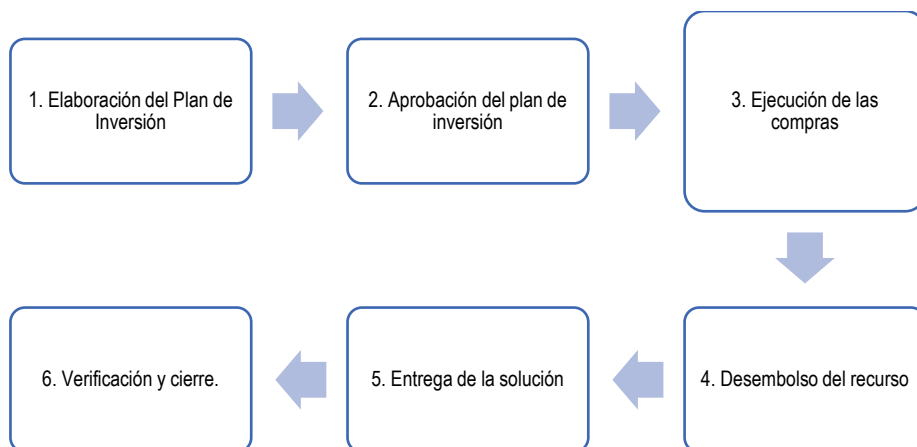 1. Elaboración del Plan de
Inversión
2. Aprobación del plan de
inversión
3. Ejecución de las
compras
4. Desembolso del recurso
5. Entrega de la solución
6. Verificación y cierre.